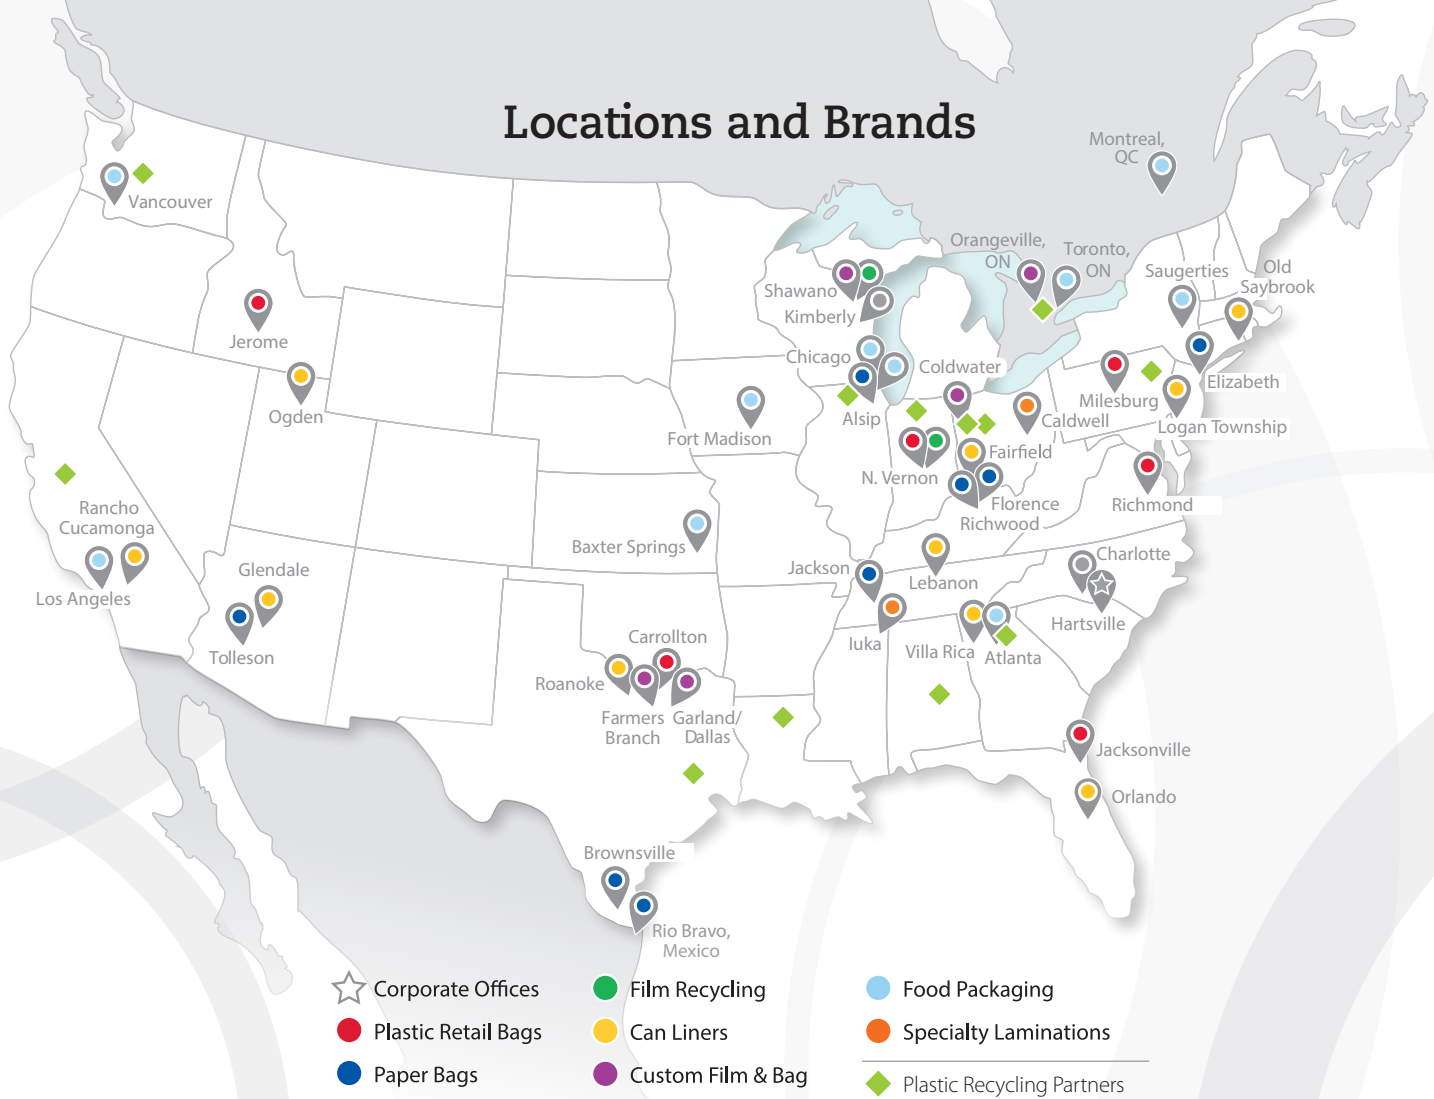 Locations and Brands
Montreal,
QC
Vancouver
Orangeville,
ON
Toronto,
ON
Saugerties
Old
Saybrook
Shawano
Kimberly
Jerome
Chicago
Coldwater
Elizabeth
Ogden
Milesburg
Alsip
Caldwell
Logan Township
Fort Madison
Fairfield
N. Vernon
Florence
Richmond
Richwood
Rancho
Cucamonga
Baxter Springs
Charlotte
Glendale
Jackson
Lebanon
Los Angeles
Hartsville
Carrollton
Iuka
Villa Rica
Atlanta
Tolleson
Roanoke
Farmers
Branch
Garland/
Dallas
Jacksonville
Orlando
Brownsville
Rio Bravo,
Mexico
Corporate Offices
Film Recycling
Food Packaging
Plastic Retail Bags
Can Liners
Specialty Laminations
Paper Bags
Custom Film & Bag
Plastic Recycling Partners